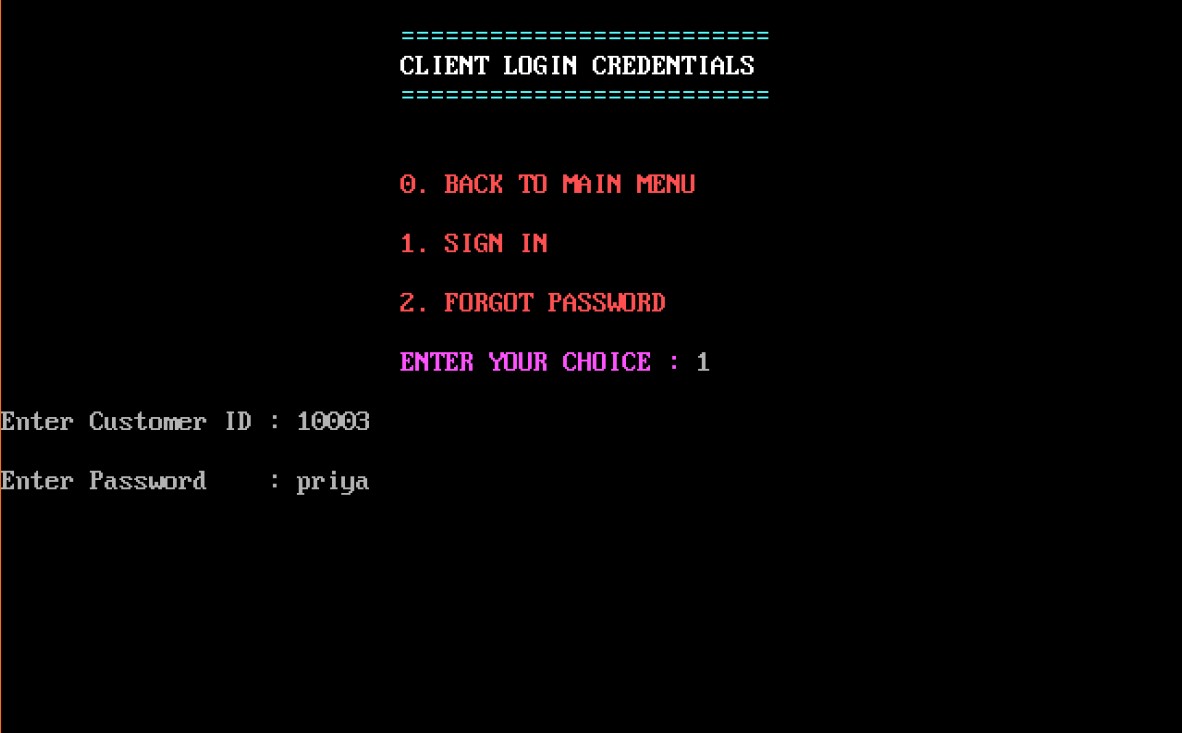 =========================
CLIENT LOGIN CREDENTIALS
=========================
0. BACK TO MAIN MENU
1. SIGN IN
2. FORGOT PASSWORD
ENTER YOUR CHOICE : 1
Enter Customer ID : 10003
Enter Password    : priya